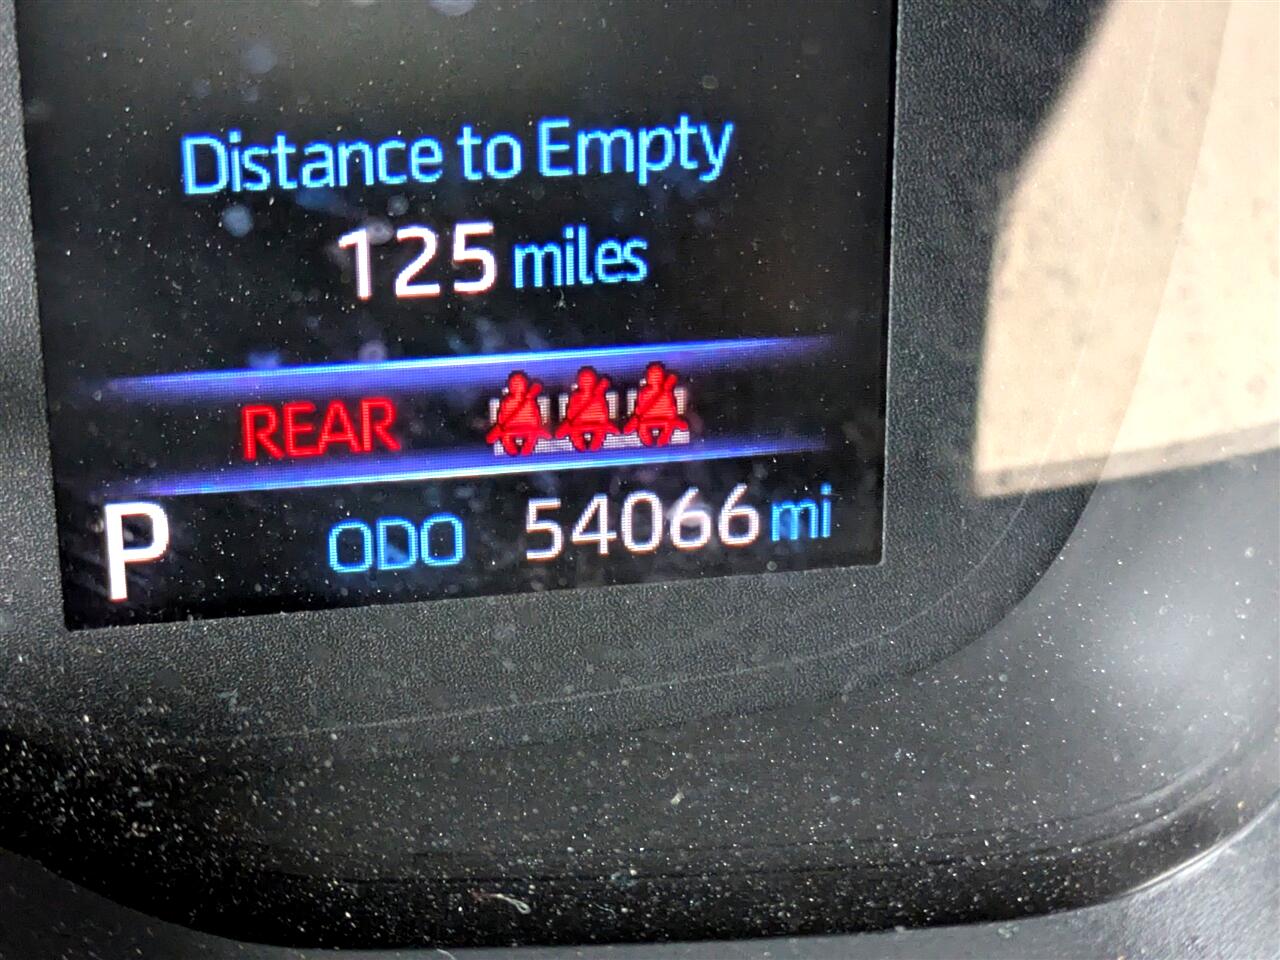 Distance to Empty
125 miles
REAR
P ODO 54066 mi